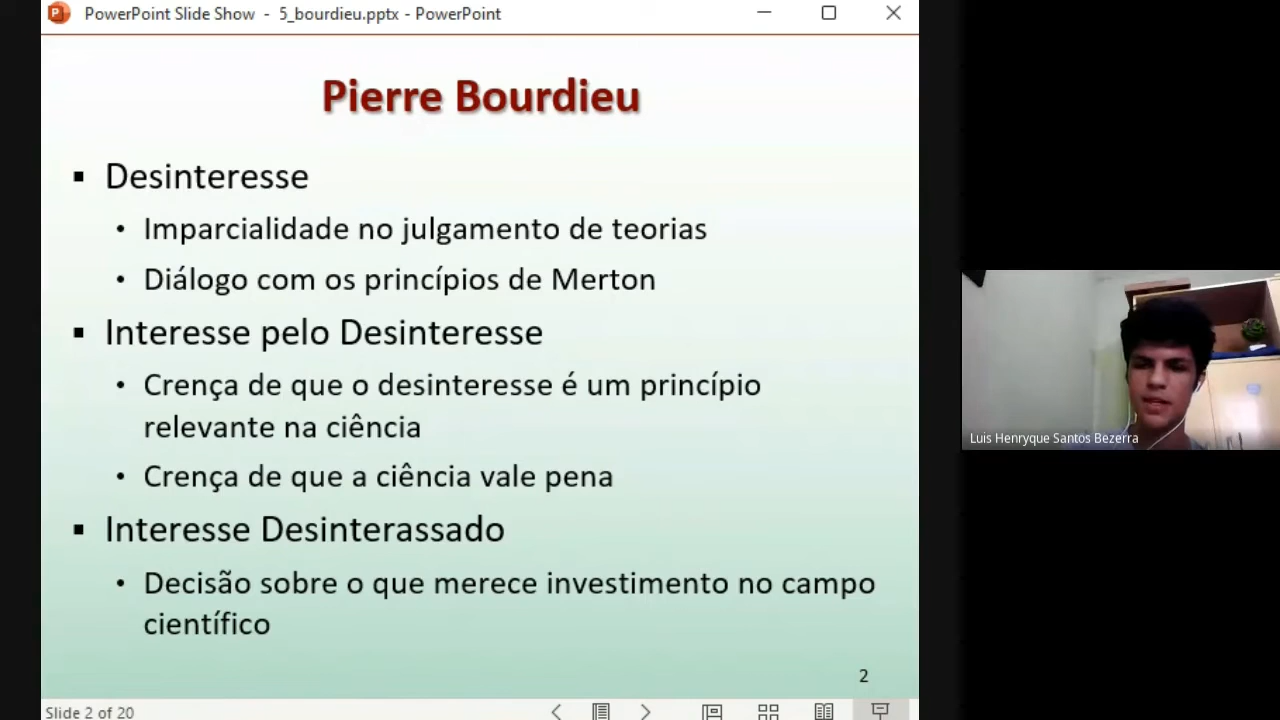 PowerPoint Slide Show - 5_bourdieu.pptx - PowerPoint
Pierre Bourdieu
▪ Desinteresse
• Imparcialidade no julgamento de teorias
• Diálogo com os princípios de Merton
▪ Interesse pelo Desinteresse
• Crença de que o desinteresse é um princípio
relevante na ciência
• Crença de que a ciência vale pena
▪ Interesse Desinterassado
• Decisão sobre o que merece investimento no campo
científico
2
Slide 2 of 20
Luis Henryque Santos Bezerra